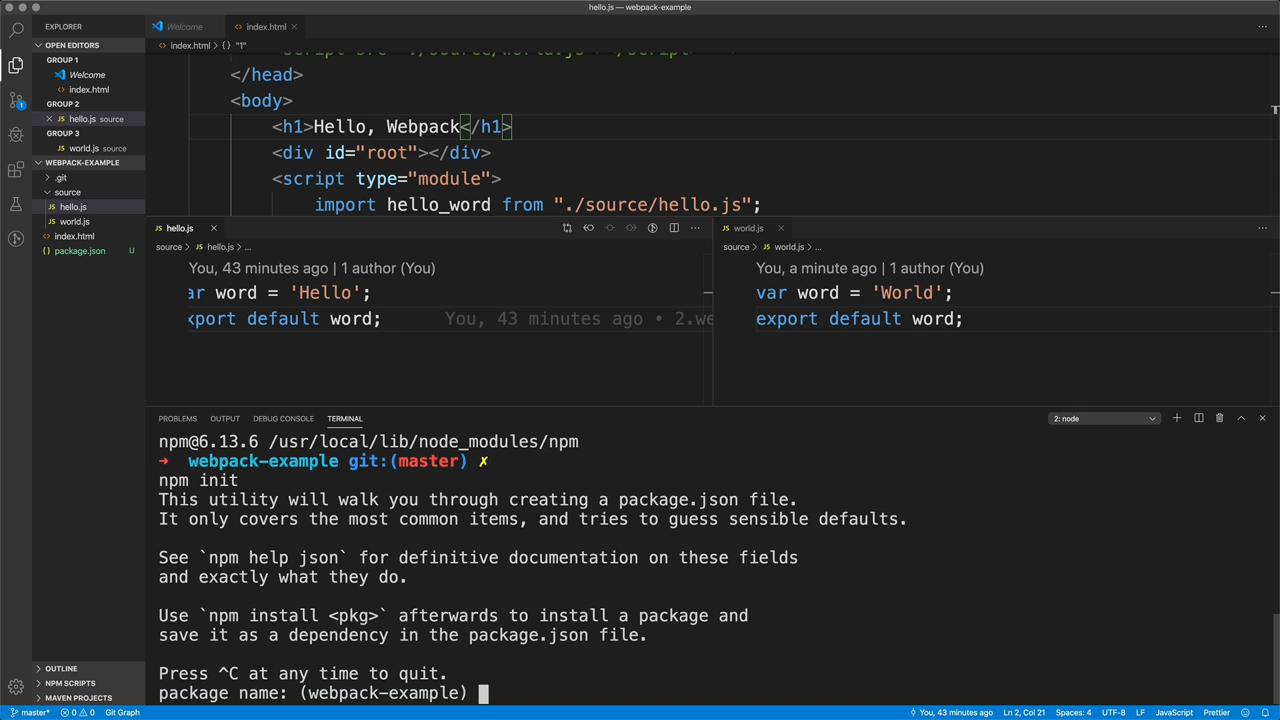 hello.js — webpack-example
EXPLORER
OPEN EDITORS
GROUP 1
Welcome
index.html
GROUP 2
hello.js source
GROUP 3
world.js source
WEBPACK-EXAMPLE
.git
source
hello.js
world.js
index.html
package.json U
OUTLINE
NPM SCRIPTS
MAVEN PROJECTS
1
Welcome
index.html
index.html > {} "1"
</head>
<body>
<h1>Hello, Webpack</h1>
<div id="root"></div>
<script type="module">
import hello_word from "./source/hello.js";
hello.js
source > hello.js > ...
You, 43 minutes ago | 1 author (You)
ar word = 'Hello';
xport default word; You, 43 minutes ago • 2.we
world.js
source > world.js > ...
You, a minute ago | 1 author (You)
var word = 'World';
export default word;
PROBLEMS OUTPUT DEBUG CONSOLE TERMINAL 2: node
npm@6.13.6 /usr/local/lib/node_modules/npm
➜ webpack-example git:(master) ✗
npm init
This utility will walk you through creating a package.json file.
It only covers the most common items, and tries to guess sensible defaults.
See `npm help json` for definitive documentation on these fields
and exactly what they do.
Use `npm install <pkg>` afterwards to install a package and
save it as a dependency in the package.json file.
Press ^C at any time to quit.
package name: (webpack-example)
master* 0 0 Git Graph You, 43 minutes ago Ln 2, Col 21 Spaces: 4 UTF-8 LF JavaScript Prettier